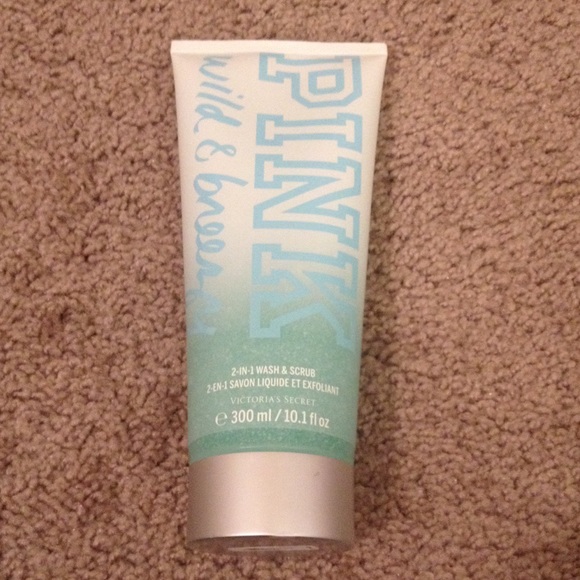 PINK
wild & breezy
2-IN-1 WASH & SCRUB
2-EN-1 SAVON LIQUIDE ET EXFOLIANT
VICTORIA'S SECRET
℮ 300 ml / 10.1 fl oz